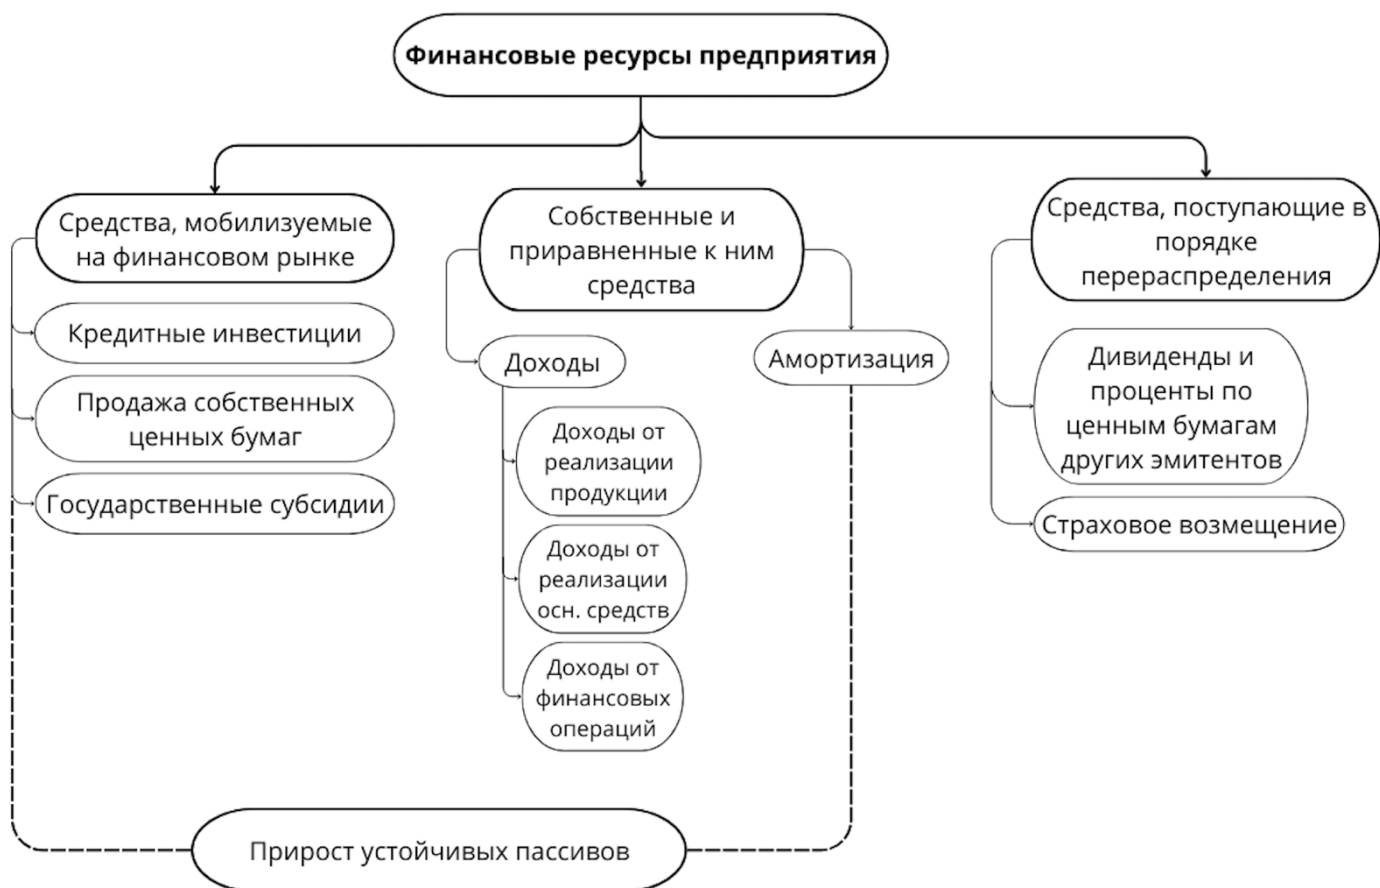 Финансовые ресурсы предприятия
Средства, мобилизуемые
на финансовом рынке
Кредитные инвестиции
Продажа собственных
ценных бумаг
Государственные субсидии
Собственные и
приравненные к ним
средства
Доходы
Доходы от
реализации
продукции
Доходы от
реализации
осн. средств
Доходы от
финансовых
операций
Амортизация
Средства, поступающие в
порядке
перераспределения
Дивиденды и
проценты по
ценным бумагам
других эмитентов
Страховое возмещение
Прирост устойчивых пассивов